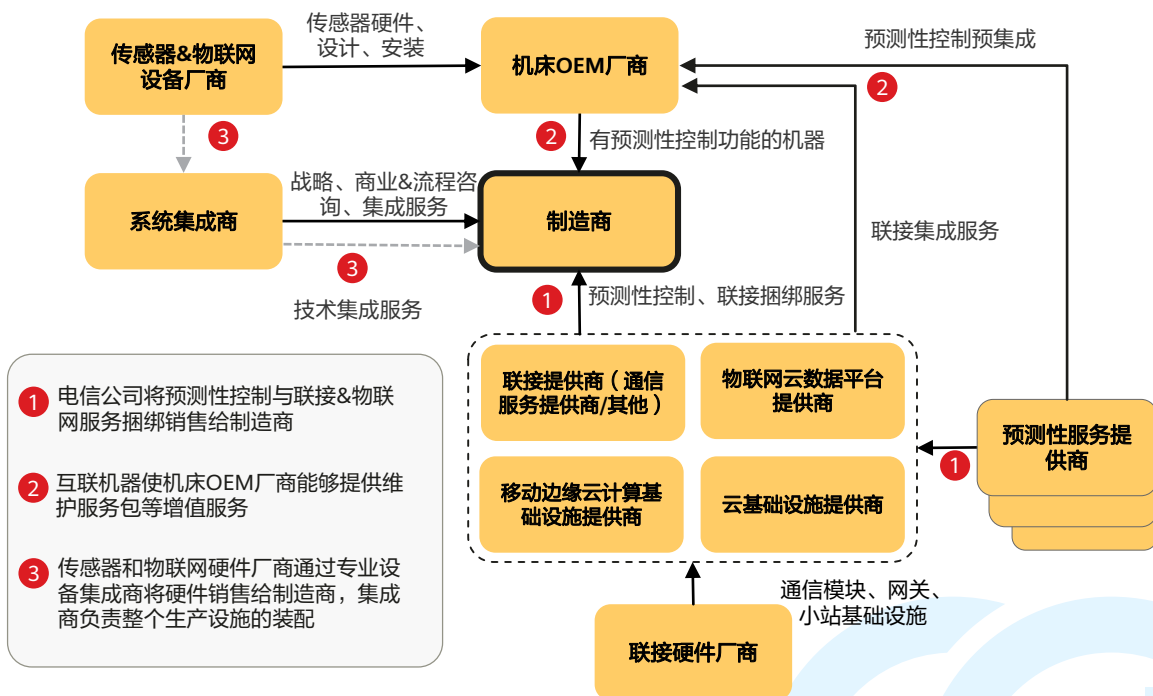 传感器硬件、
设计、安装
传感器&物联网
设备厂商
机床OEM厂商
预测性控制预集成
2
3
2
有预测性控制功能的机器
战略、商业&流程咨
询、集成服务
系统集成商
制造商
联接集成服务
3
技术集成服务
1
预测性控制、联接捆绑服务
联接提供商（通信
服务提供商/其他）
物联网云数据平台
提供商
移动边缘云计算基
础设施提供商
云基础设施提供商
1
预测性服务提
供商
1
电信公司将预测性控制与联接&物联
网服务捆绑销售给制造商
2
互联机器使机床OEM厂商能够提供维
护服务包等增值服务
3
传感器和物联网硬件厂商通过专业设
备集成商将硬件销售给制造商，集成
商负责整个生产设施的装配
通信模块、网关、
小站基础设施
联接硬件厂商